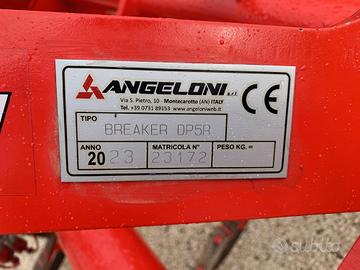 ANGELONI s.r.l.
Via S. Pietro, 10 - Montecarotto (AN) ITALY
Tel. +39 0731 89153
www.angeloniweb.it
CE
TIPO
BREAKER DP5R
ANNO
2023
MATRICOLA N°
23172
PESO KG.=
subito